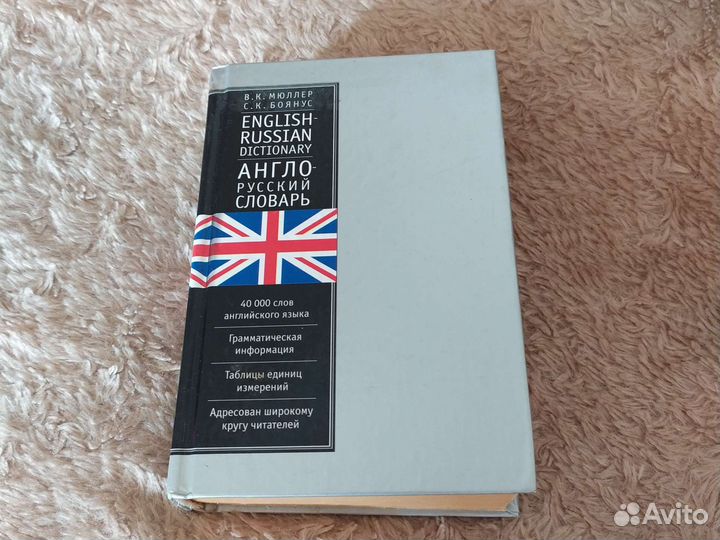 В. К. МЮЛЛЕР
С. К. БОЯНУС
ENGLISH-
RUSSIAN
DICTIONARY
АНГЛО-
РУССКИЙ
СЛОВАРЬ
40 000 слов
английского языка
Грамматическая
информация
Таблицы единиц
измерений
Адресован широкому
кругу читателей
Avito